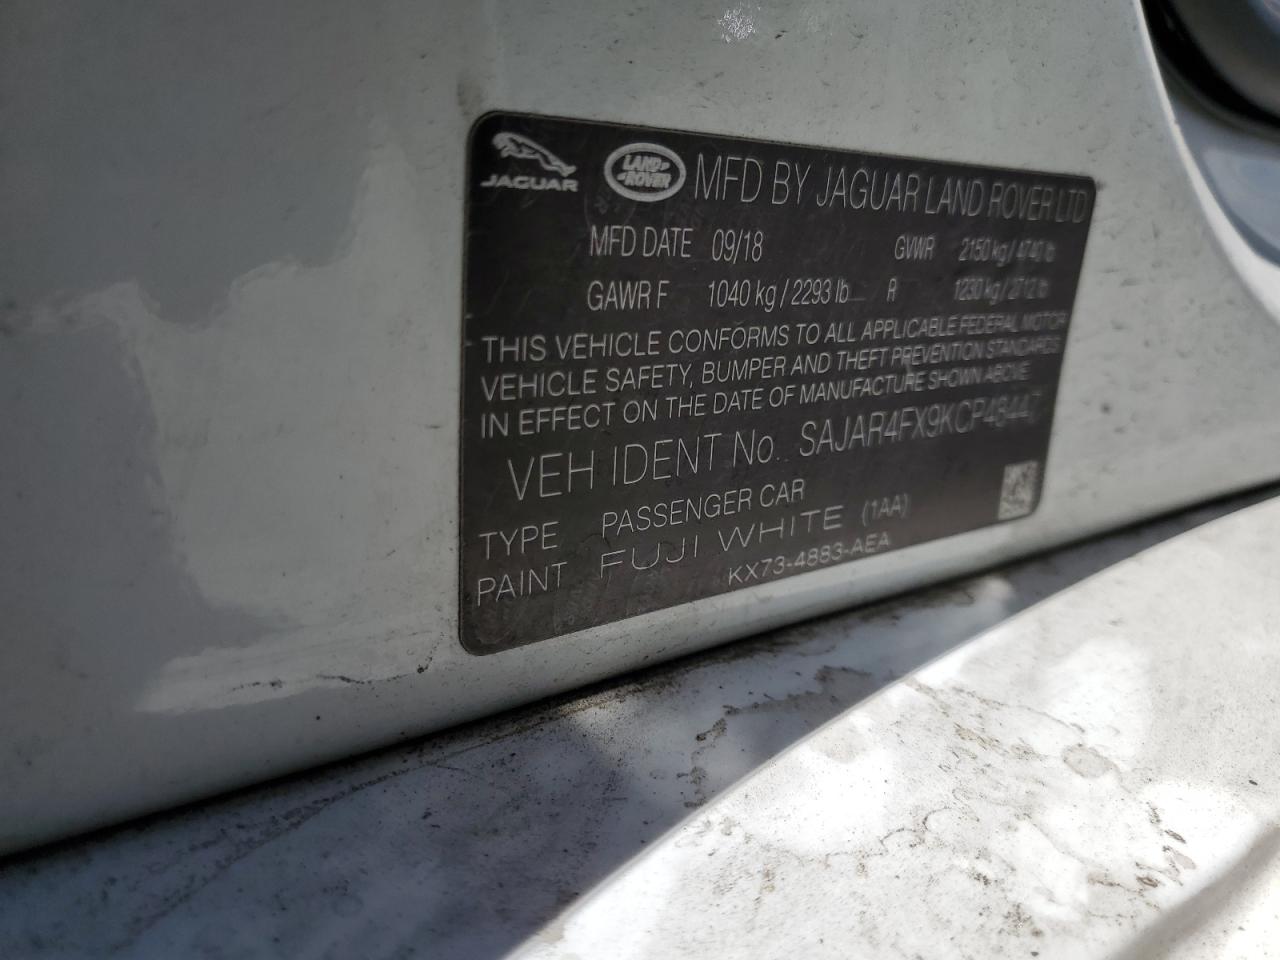 JAGUAR LAND ROVER MFD BY JAGUAR LAND ROVER LTD
MFD DATE 09/18 GVWR 2150 kg / 4740 lb
GAWR F 1040 kg / 2293 lb R 1230 kg / 2712 lb
THIS VEHICLE CONFORMS TO ALL APPLICABLE FEDERAL MOTOR
VEHICLE SAFETY, BUMPER AND THEFT PREVENTION STANDARDS
IN EFFECT ON THE DATE OF MANUFACTURE SHOWN ABOVE
VEH IDENT No.
TYPE PASSENGER CAR
PAINT FUJI WHITE (1AA)
KX73-4883-AEA